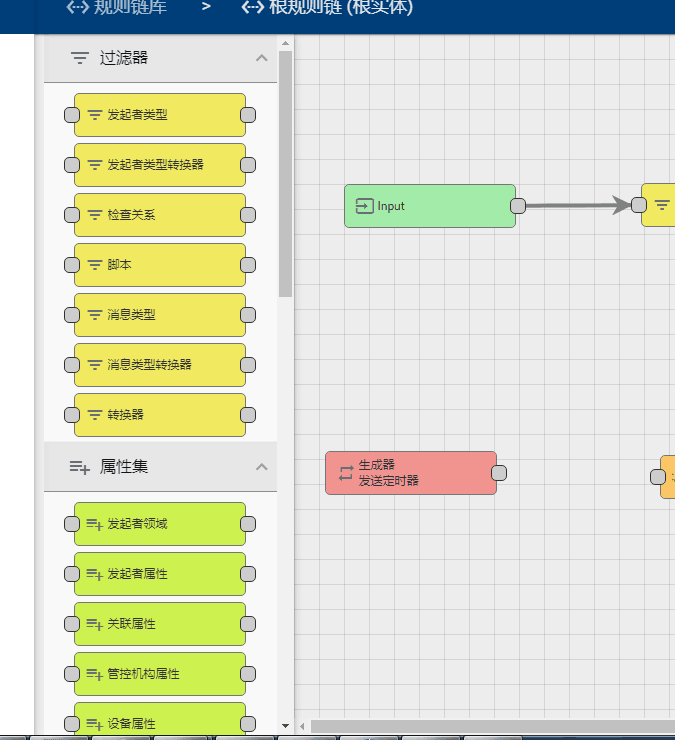 规则链库 > 根规则链 (根实体)
过滤器
发起者类型
发起者类型转换器
检查关系
脚本
消息类型
消息类型转换器
转换器
属性集
发起者领域
发起者属性
关联属性
管控机构属性
设备属性
Input
生成器
发送定时器